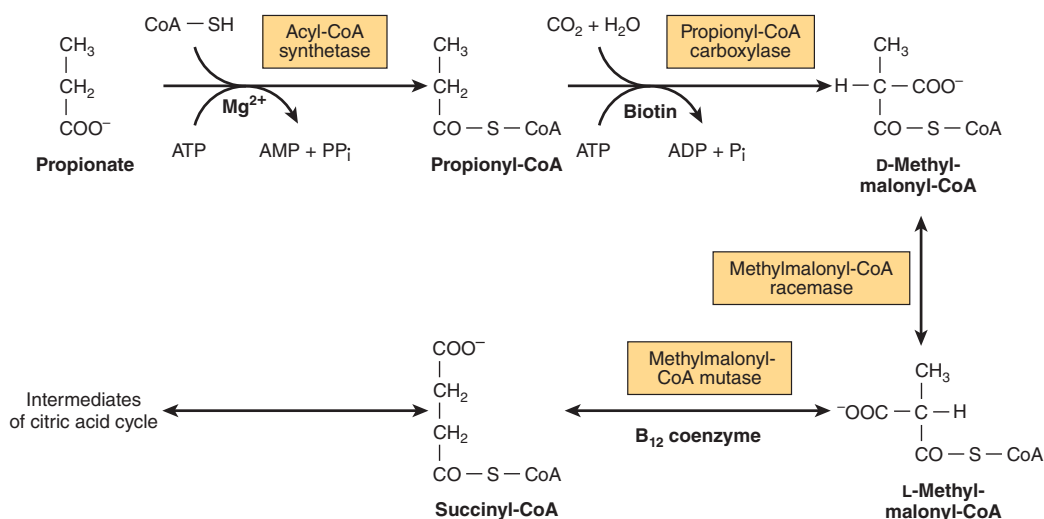 CoA — SH
Acyl-CoA
synthetase
CO₂ + H₂O
Propionyl-CoA
carboxylase
CH₃
CH₂
COO⁻
Propionate
Mg²⁺
ATP
AMP + PPi
CH₃
CH₂
CO — S — CoA
Propionyl-CoA
Biotin
ATP
ADP + Pi
CH₃
H — C — COO⁻
CO — S — CoA
D-Methyl-
malonyl-CoA
Methylmalonyl-CoA
racemase
Intermediates
of citric acid cycle
COO⁻
CH₂
CH₂
CO — S — CoA
Succinyl-CoA
Methylmalonyl-
CoA mutase
B₁₂ coenzyme
CH₃
⁻OOC — C — H
CO — S — CoA
L-Methyl-
malonyl-CoA